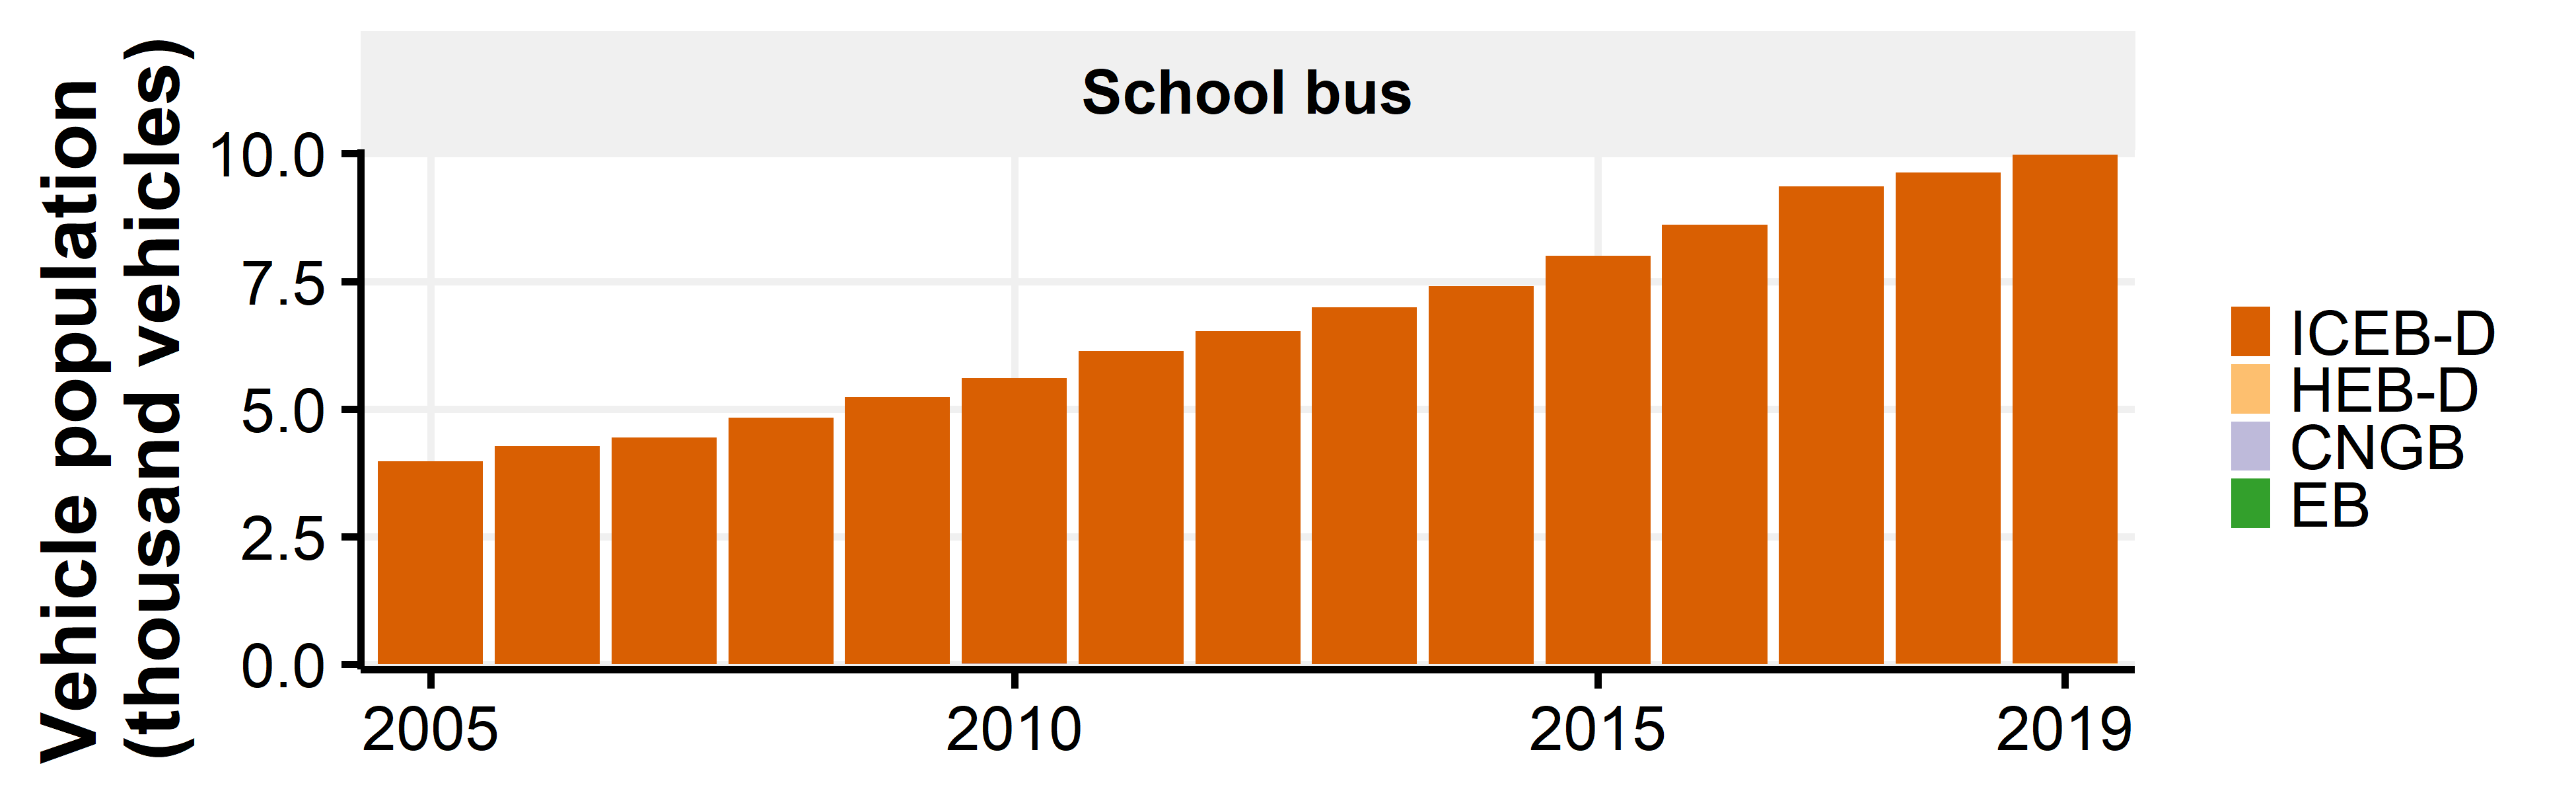 School bus
Vehicle population
(thousand vehicles)
10.0
7.5
5.0
2.5
0.0
2005 2010 2015 2019
ICEB-D
HEB-D
CNGB
EB